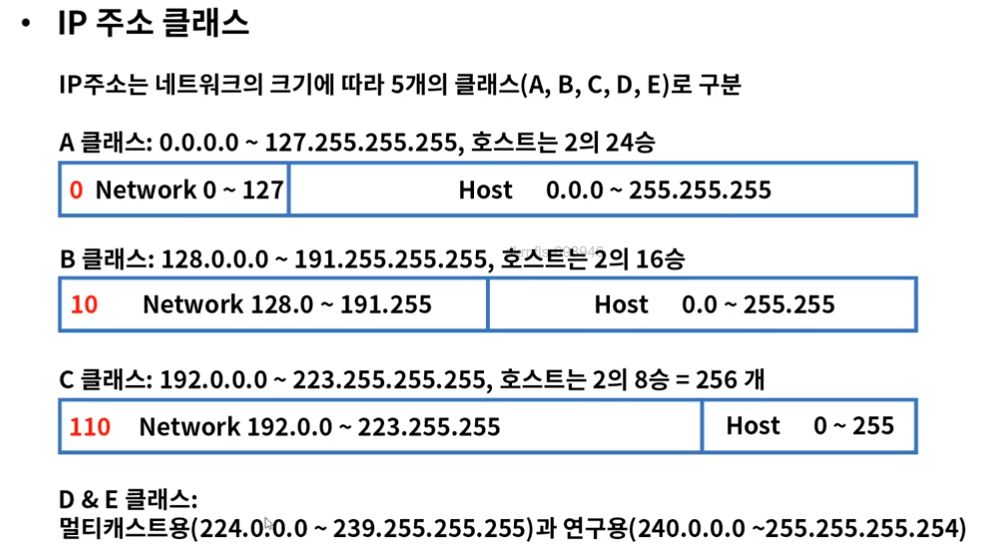 • IP 주소 클래스
IP주소는 네트워크의 크기에 따라 5개의 클래스(A, B, C, D, E)로 구분
A 클래스: 0.0.0.0 ~ 127.255.255.255, 호스트는 2의 24승
0 Network 0 ~ 127 Host 0.0.0 ~ 255.255.255
B 클래스: 128.0.0.0 ~ 191.255.255.255, 호스트는 2의 16승
10 Network 128.0 ~ 191.255 Host 0.0 ~ 255.255
C 클래스: 192.0.0.0 ~ 223.255.255.255, 호스트는 2의 8승 = 256 개
110 Network 192.0.0 ~ 223.255.255 Host 0 ~ 255
D & E 클래스:
멀티캐스트용(224.0.0.0 ~ 239.255.255.255)과 연구용(240.0.0.0 ~255.255.255.254)